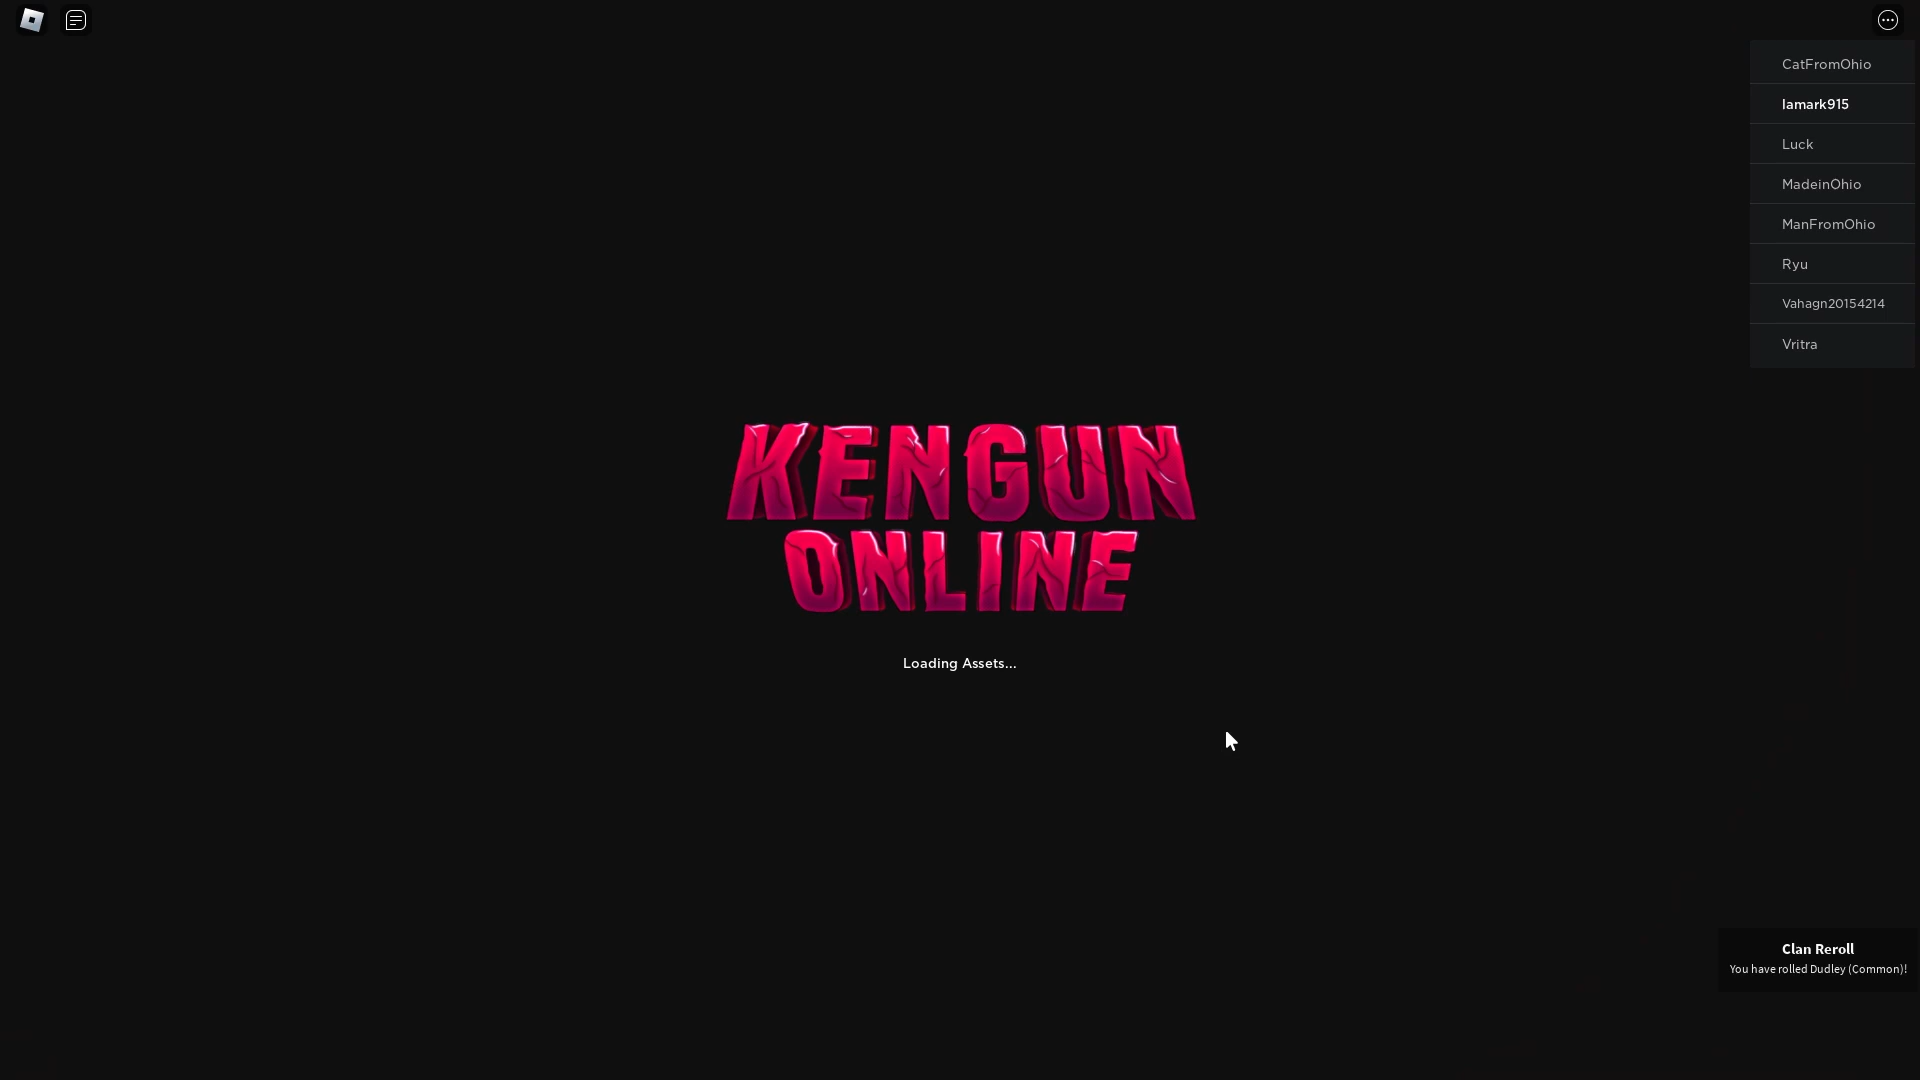 CatFromOhio
lamark915
Luck
MadeinOhio
ManFromOhio
Ryu
Vahagn20154214
Vritra
KENGUN
ONLINE
Loading Assets...
Clan Reroll
You have rolled Dudley (Common)!